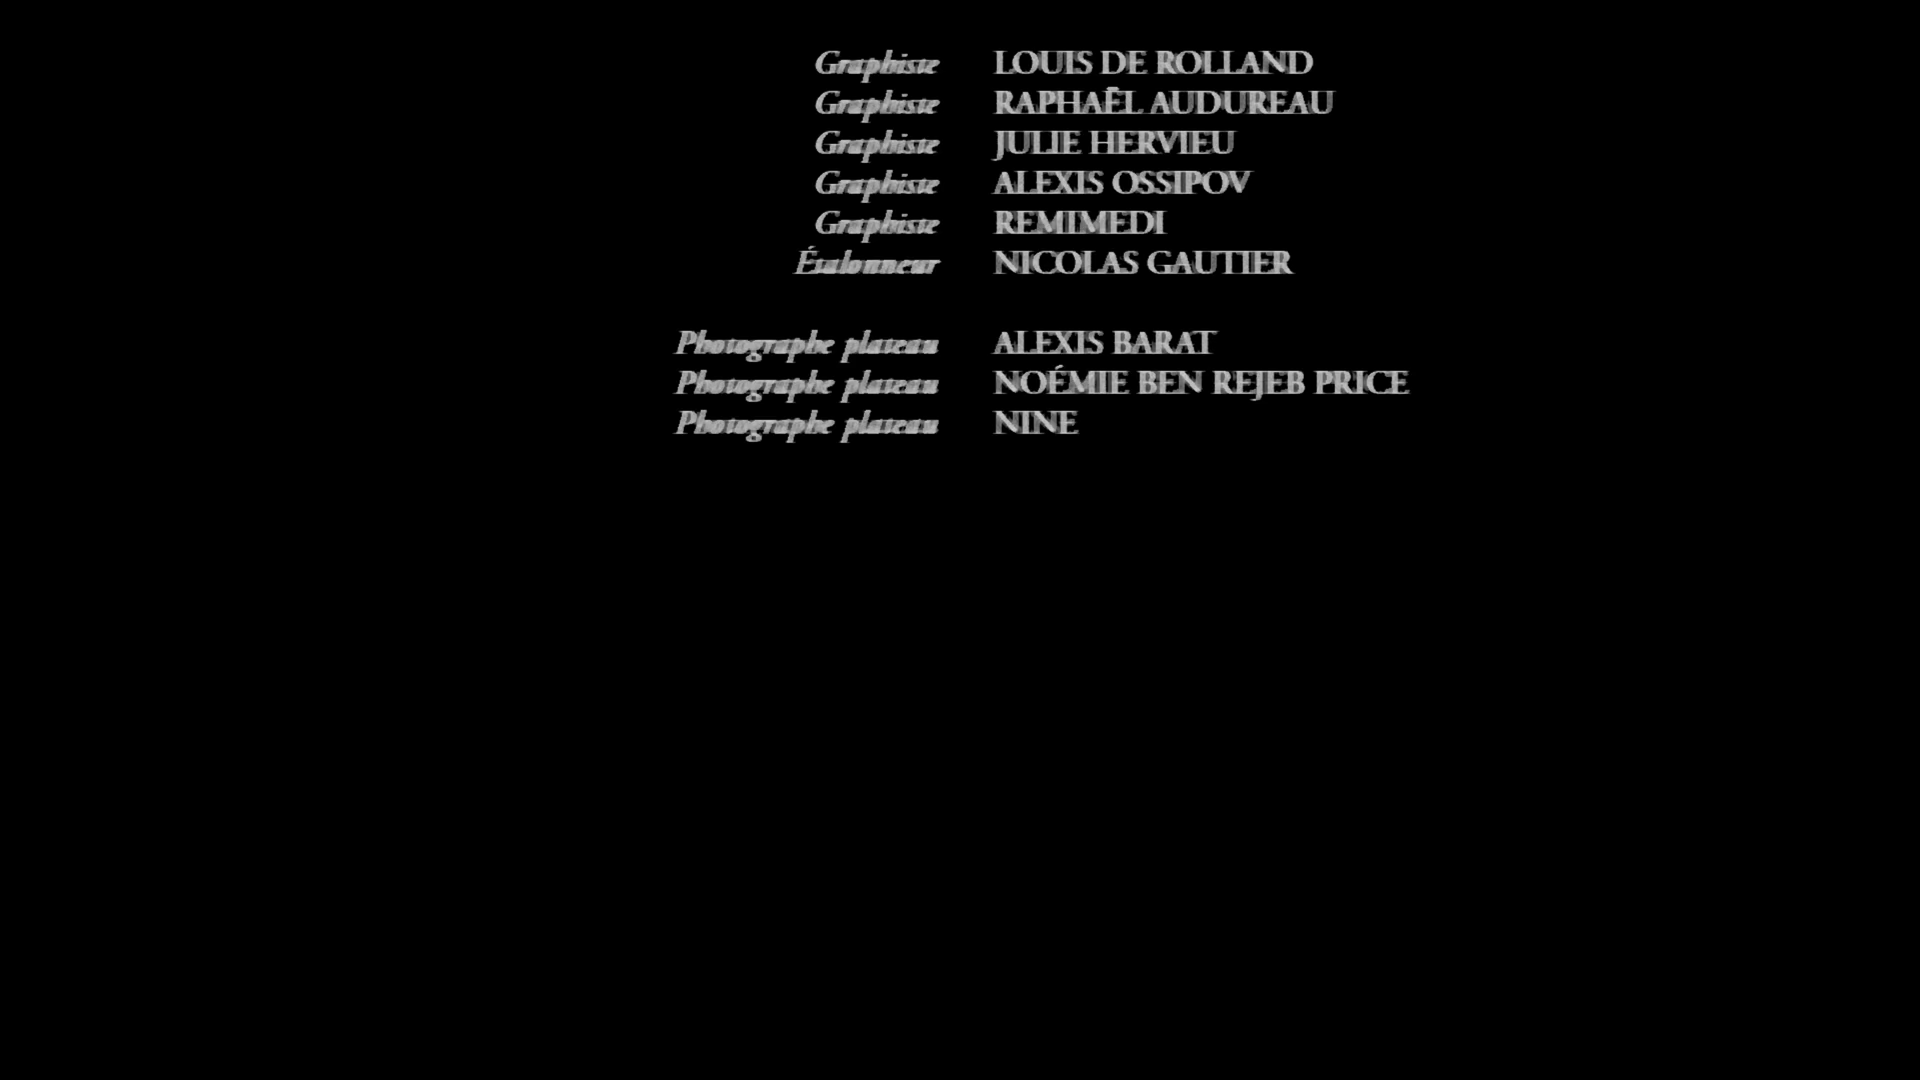 Graphiste LOUIS DE ROLLAND
Graphiste RAPHAËL AUDUREAU
Graphiste JULIE HERVIEU
Graphiste ALEXIS OSSIPOV
Graphiste REMIMEDI
Étalonneur NICOLAS GAUTIER
Photographe plateau ALEXIS BARAT
Photographe plateau NOÉMIE BEN REJEB PRICE
Photographe plateau NINE